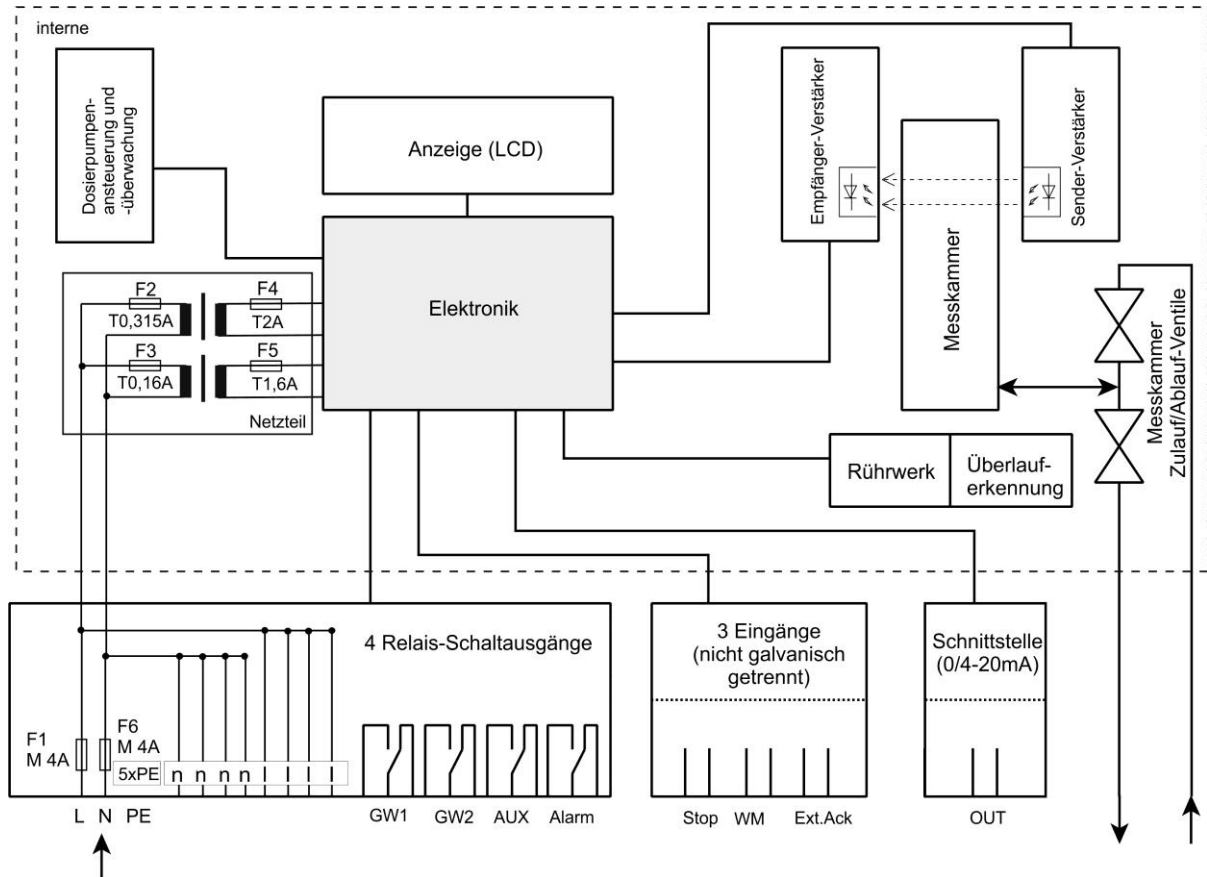 interne
Dosierpumpen-
ansteuerung und
-überwachung
Anzeige (LCD)
Empfänger-Verstärker
Messkammer
Sender-Verstärker
Elektronik
F2
T0,315A
F4
T2A
F3
T0,16A
F5
T1,6A
Netzteil
Messkammer
Zulauf/Ablauf-Ventile
Rührwerk
Überlauf-
erkennung
4 Relais-Schaltausgänge
3 Eingänge
(nicht galvanisch
getrennt)
Schnittstelle
(0/4-20mA)
F1
M 4A
F6
M 4A
5xPE
n n n n l l l l
L N PE
GW1 GW2 AUX Alarm
Stop WM Ext.Ack
OUT